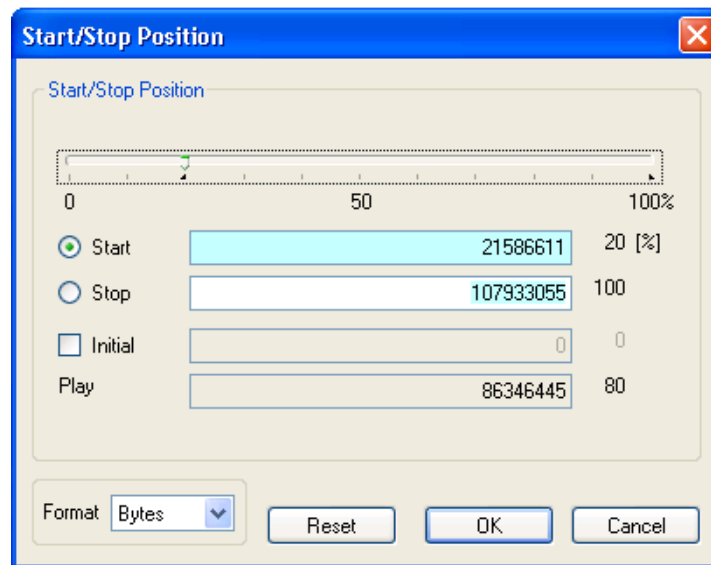 Start/Stop Position
Start/Stop Position
0 50 100%
Start 21586611 20 [%]
Stop 107933055 100
Initial 0 0
Play 86346445 80
Format Bytes Reset OK Cancel